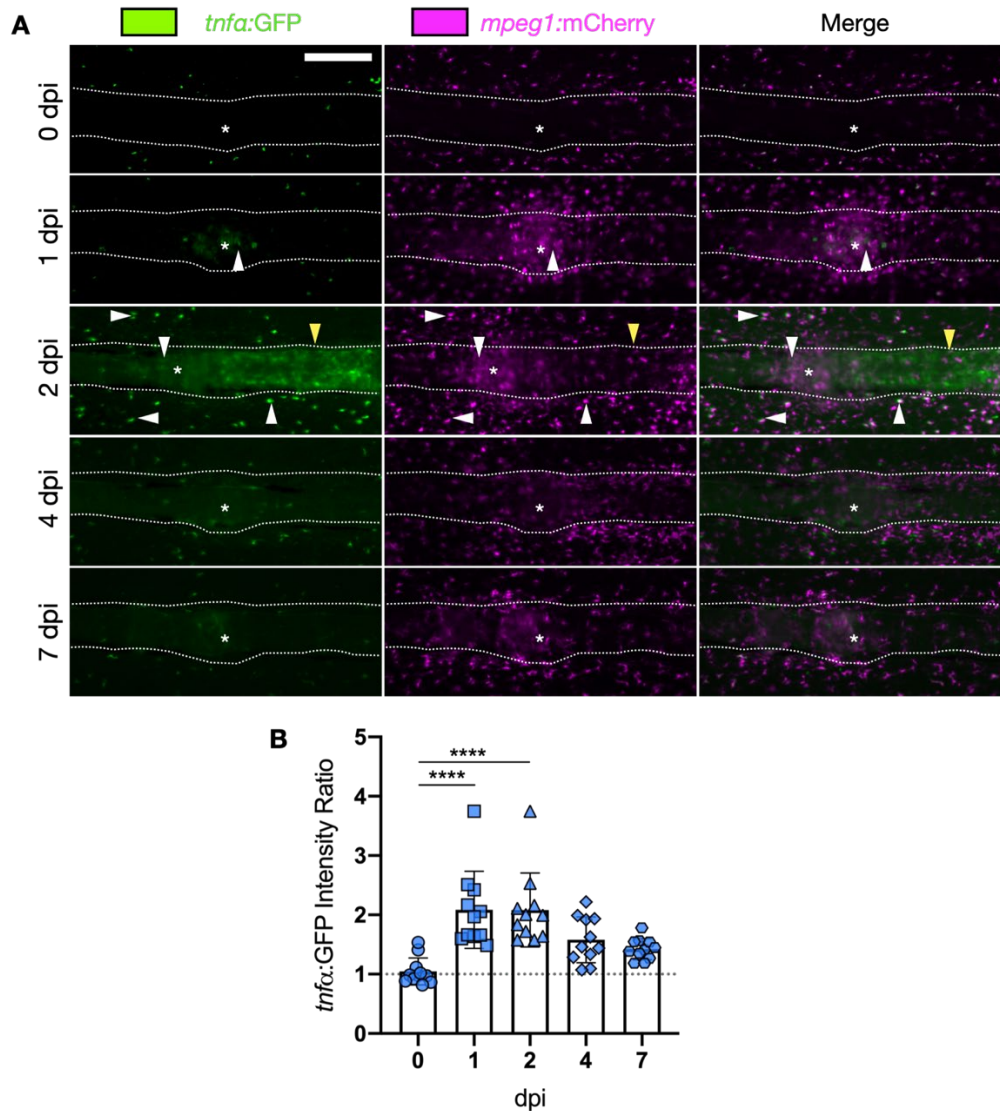 A
tnfa:GFP
mpeg1:mCherry
Merge
0 dpi
*
*
*
1 dpi
*
*
*
2 dpi
*
*
*
4 dpi
*
*
*
7 dpi
*
*
*
B
5
4
3
2
1
0
****
****
tnfα:GFP Intensity Ratio
0 1 2 4 7
dpi